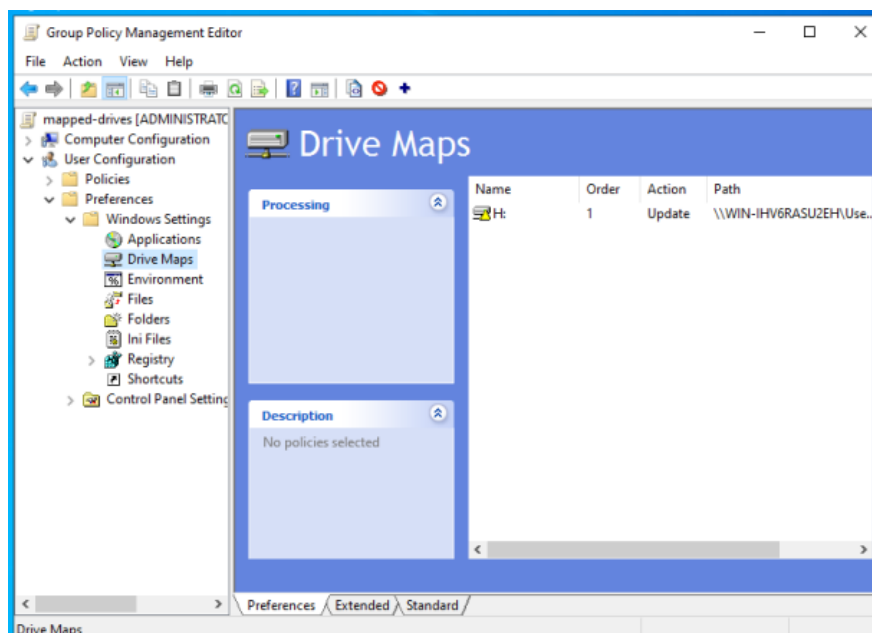 Group Policy Management Editor
File Action View Help
mapped-drives [ADMINISTRATC
Computer Configuration
User Configuration
Policies
Preferences
Windows Settings
Applications
Drive Maps
Environment
Files
Folders
Ini Files
Registry
Shortcuts
Control Panel Setting
Drive Maps
Processing
Description
No policies selected
Name Order Action Path
H: 1 Update \\WIN-IHV6RASU2EH\Use..
Preferences Extended Standard
Drive Maps